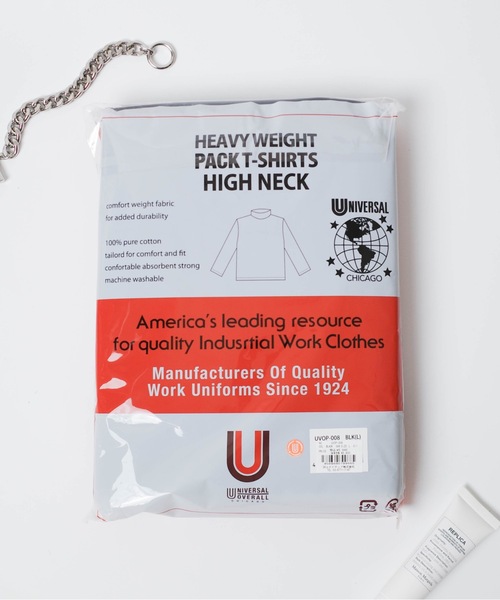 HEAVY WEIGHT
PACK T-SHIRTS
HIGH NECK
comfort weight fabric
for added durability
100% pure cotton
tailord for comfort and fit
confortable absorbent strong
machine washable
UNIVERSAL
CHICAGO
America's leading resource
for quality Indusrtial Work Clothes
Manufacturers Of Quality
Work Uniforms Since 1924
UVOP-008 BLK(L)
U
UNIVERSAL
OVERALL
REPLICA